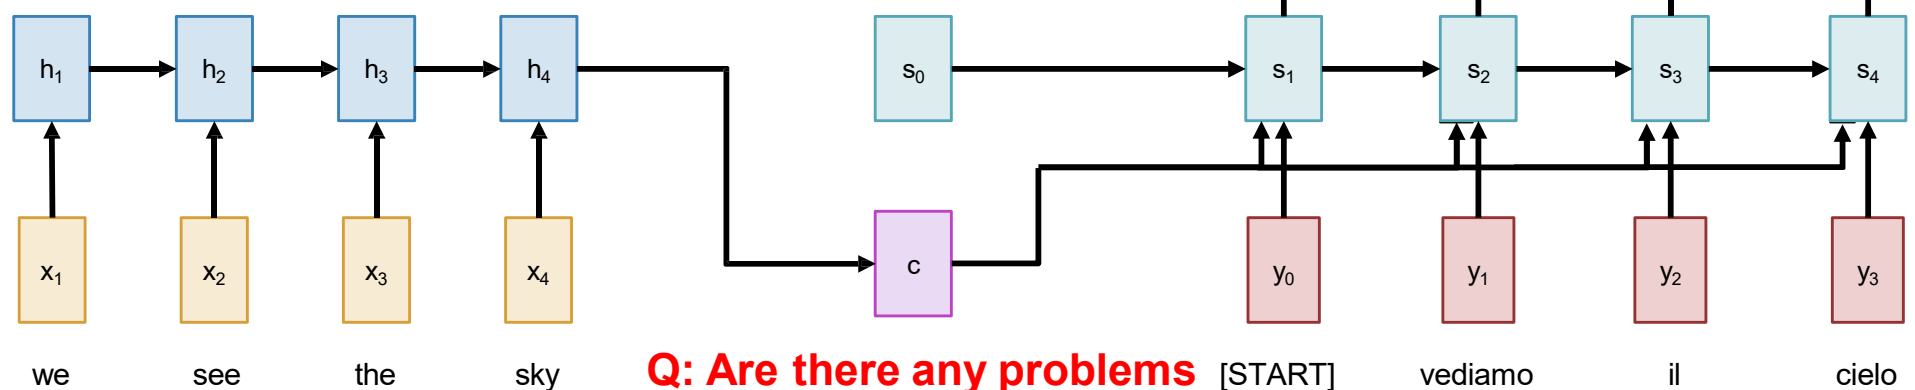 h₁ h₂ h₃ h₄ s₀ s₁ s₂ s₃ s₄
x₁ x₂ x₃ x₄ c y₀ y₁ y₂ y₃
we see the sky Q: Are there any problems [START] vediamo il cielo